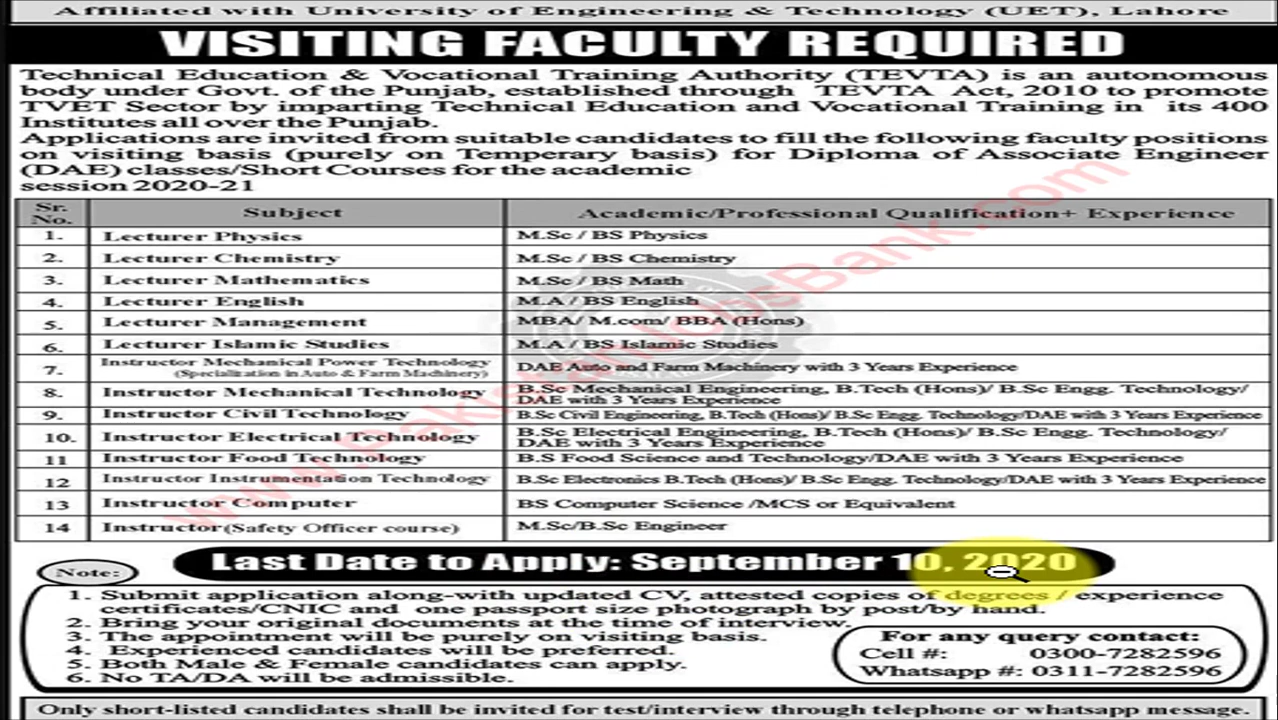 Affiliated with University of Engineering & Technology (UET), Lahore
VISITING FACULTY REQUIRED
Technical Education & Vocational Training Authority (TEVTA) is an autonomous
body under Govt. of the Punjab, established through TEVTA Act, 2010 to promote
TVET Sector by imparting Technical Education and Vocational Training in its 400
Institutes all over the Punjab.
Applications are invited from suitable candidates to fill the following faculty positions
on visiting basis (purely on Temporary basis) for Diploma of Associate Engineer
(DAE) classes/Short Courses for the academic
session 2020-21
Sr. No. Subject Academic/Professional Qualification+ Experience
1. Lecturer Physics M.Sc / BS Physics
2. Lecturer Chemistry M.Sc / BS Chemistry
3. Lecturer Mathematics M.Sc / BS Math
4. Lecturer English M.A / BS English
5. Lecturer Management MBA/ M.com/ BBA (Hons)
6. Lecturer Islamic Studies M.A / BS Islamic Studies
7. Instructor Mechanical Power Technology
(Specialization in Auto & Farm Machinery)
DAE Auto and Farm Machinery with 3 Years Experience
8. Instructor Mechanical Technology B.Sc Mechanical Engineering, B.Tech (Hons)/ B.Sc Engg. Technology/
DAE with 3 Years Experience
9. Instructor Civil Technology B.Sc Civil Engineering, B.Tech (Hons)/ B.Sc Engg. Technology/DAE with 3 Years Experience
10. Instructor Electrical Technology B.Sc Electrical Engineering, B.Tech (Hons)/ B.Sc Engg. Technology/
DAE with 3 Years Experience
11 Instructor Food Technology B.S Food Science and Technology/DAE with 3 Years Experience
12 Instructor Instrumentation Technology B.Sc Electronics B.Tech (Hons)/ B.Sc Engg. Technology/DAE with 3 Years Experience
13 Instructor Computer BS Computer Science /MCS or Equivalent
14 Instructor (Safety Officer course) M.Sc/B.Sc Engineer
www.PakistanJobsBank.com
Last Date to Apply: September 10, 2020
Note:
1. Submit application along-with updated CV, attested copies of degrees / experience
certificates/CNIC and one passport size photograph by post/by hand.
2. Bring your original documents at the time of interview.
3. The appointment will be purely on visiting basis.
4. Experienced candidates will be preferred.
5. Both Male & Female candidates can apply.
6. No TA/DA will be admissible.
For any query contact:
Cell #: 0300-7282596
Whatsapp #: 0311-7282596
Only short-listed candidates shall be invited for test/interview through telephone or whatsapp message.